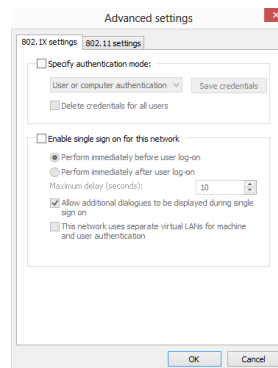 Advanced settings
802.1X settings
802.11 settings
Specify authentication mode:
User or computer authentication
Save credentials
Delete credentials for all users
Enable single sign on for this network
Perform immediately before user log-on
Perform immediately after user log-on
Maximum delay (seconds):
10
Allow additional dialogues to be displayed during single
sign on
This network uses separate virtual LANs for machine
and user authentication
OK
Cancel